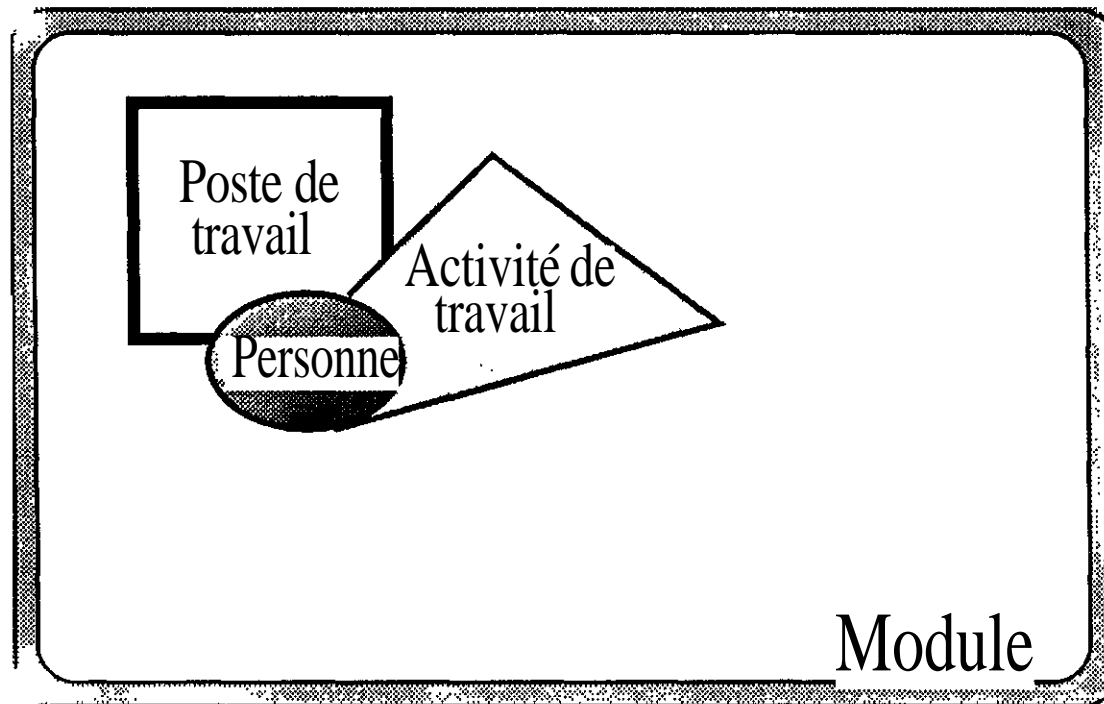 Poste de
travail
Activité de
travail
Personne
Module